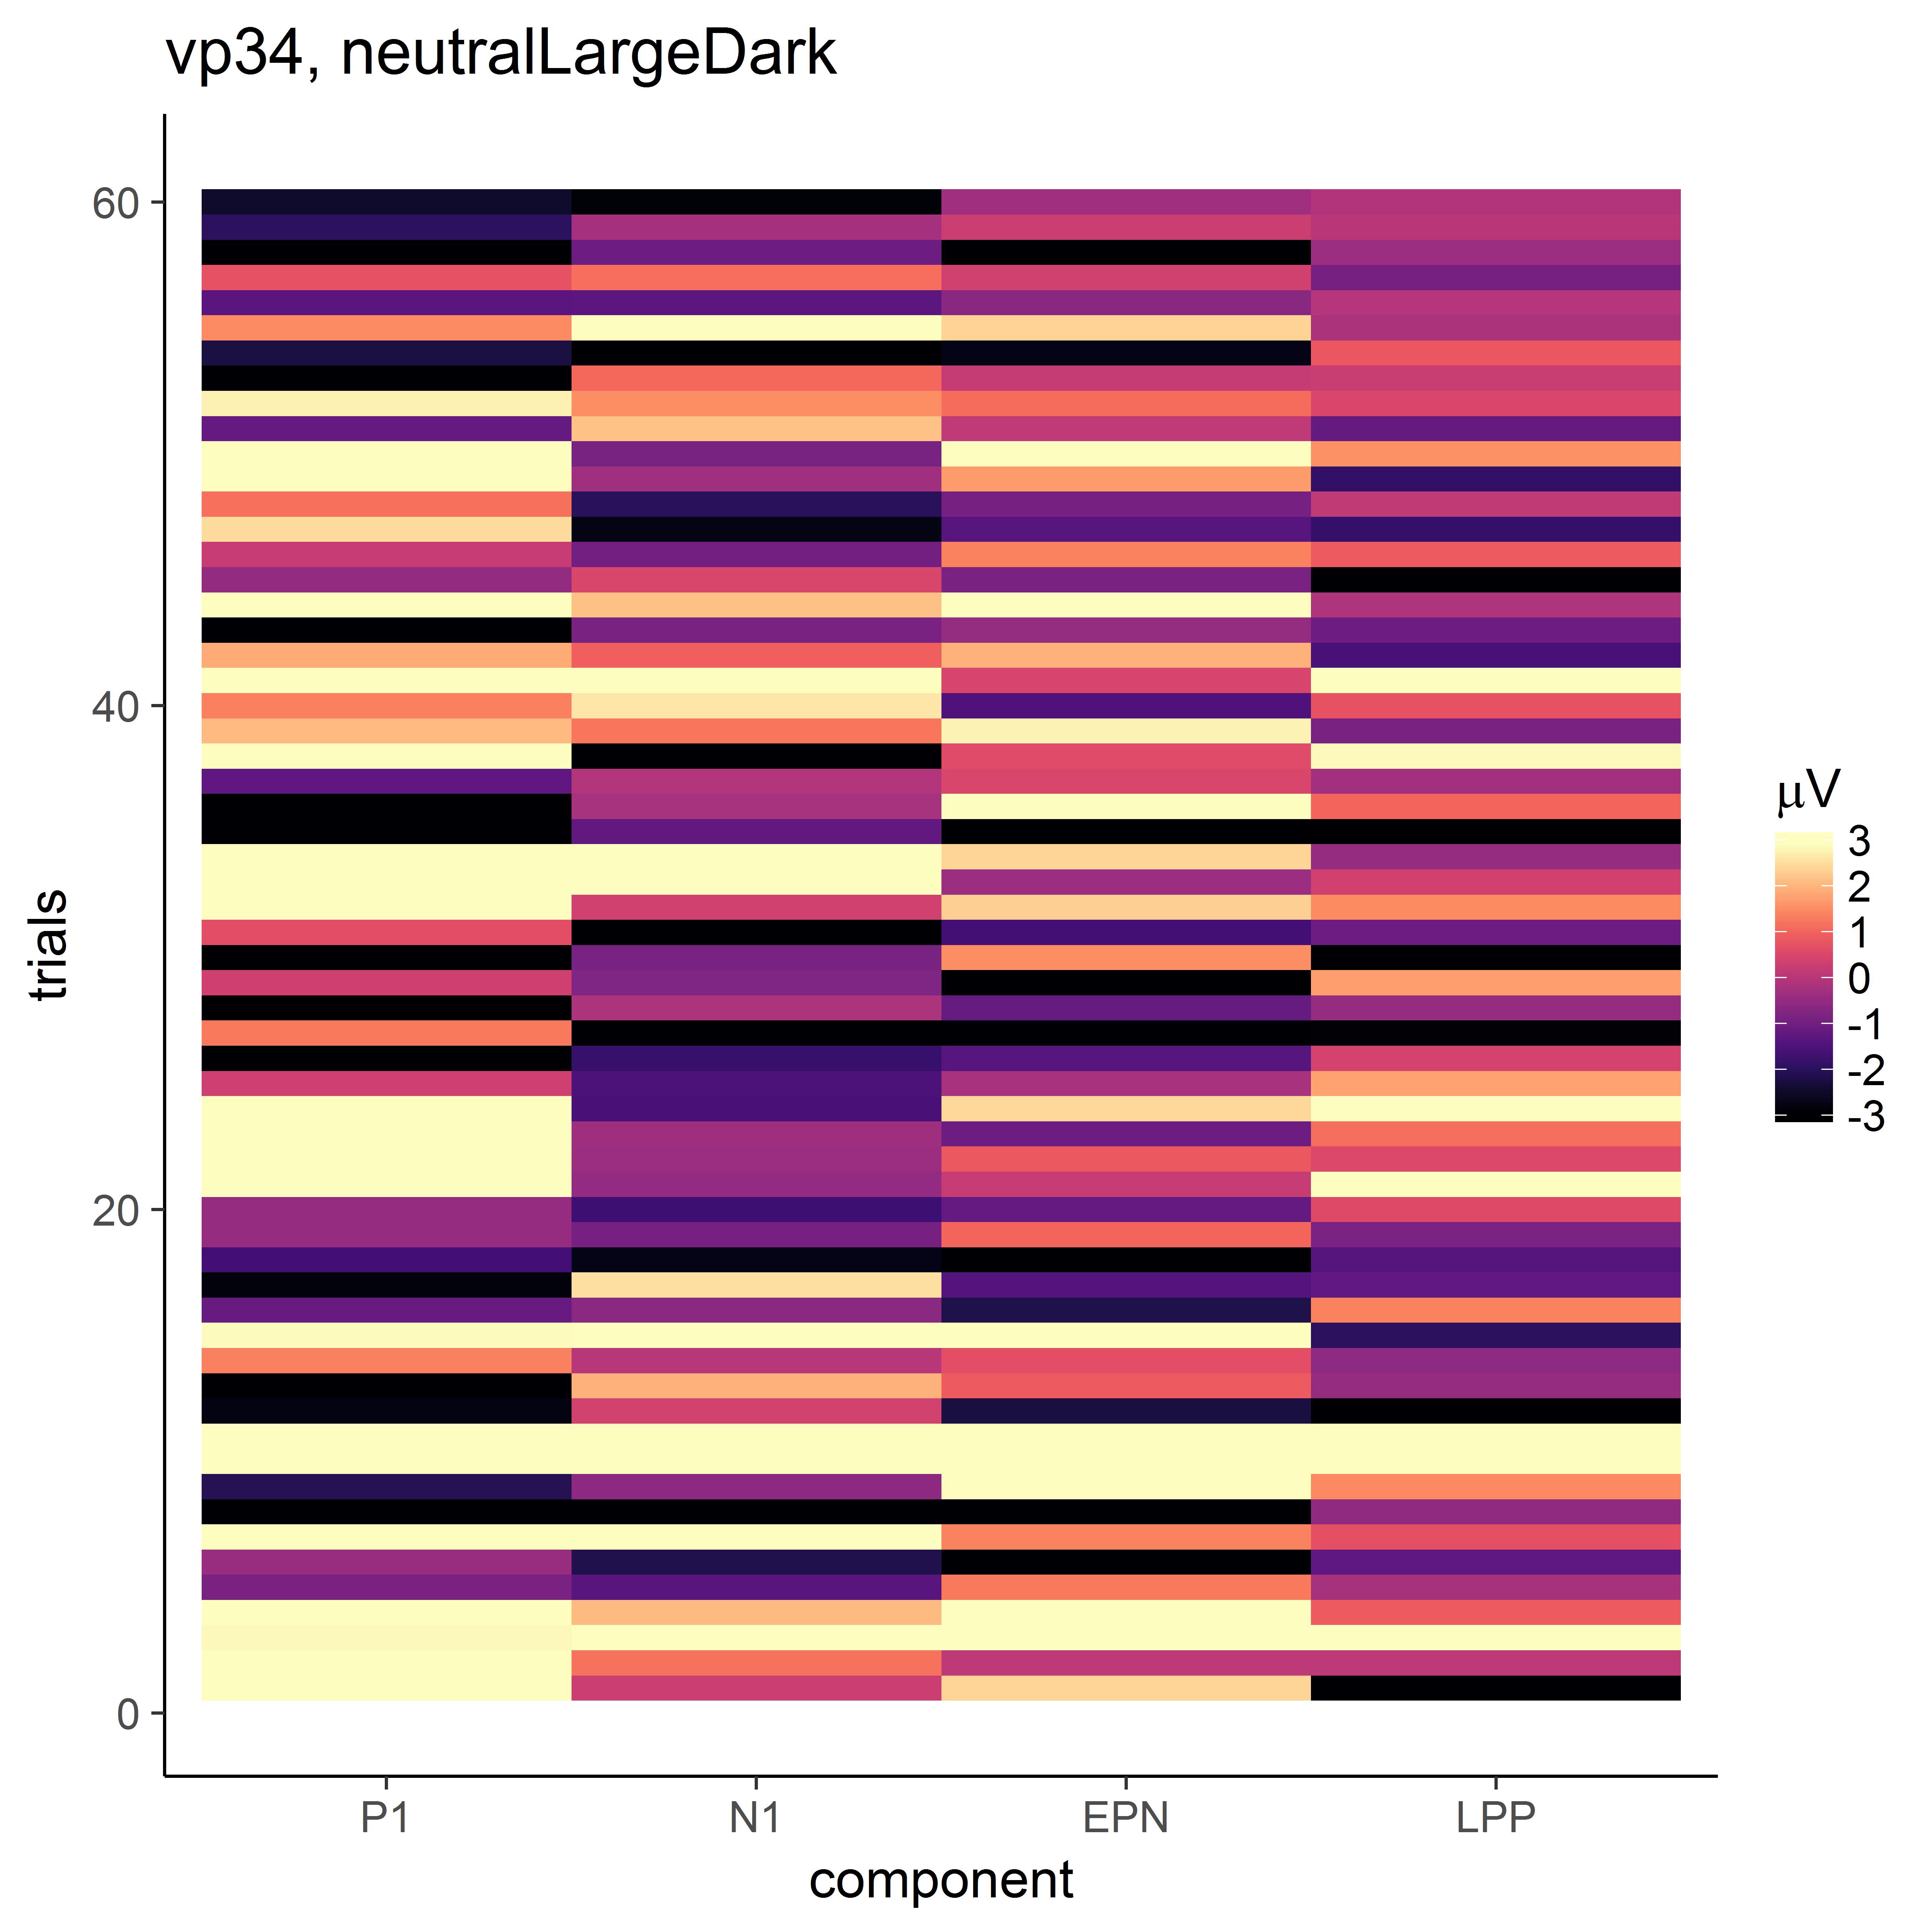 vp34, neutralLargeDark
60
40
20
0
trials
P1 N1 EPN LPP
component
μV
3
2
1
0
-1
-2
-3